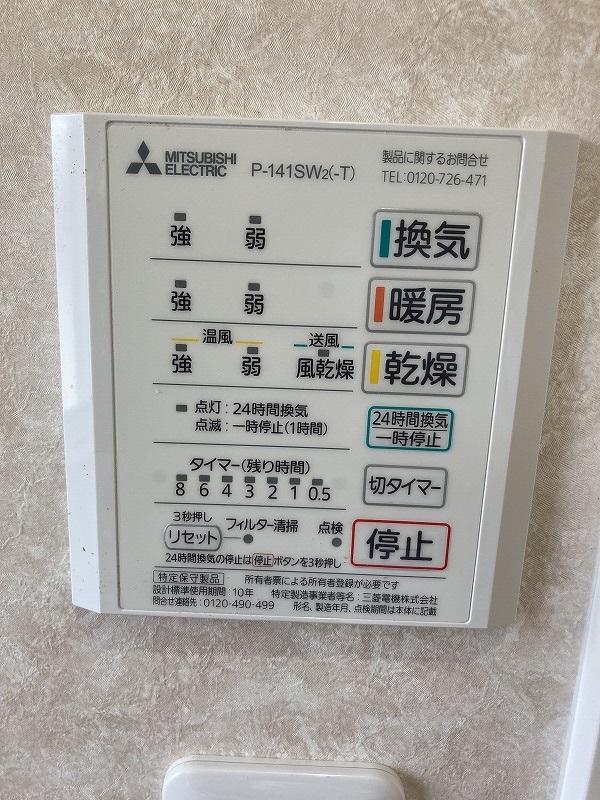 MITSUBISHI ELECTRIC P-141SW2(-T) 製品に関するお問合せ
TEL:0120-726-471
強 弱 換気
強 弱 暖房
温風 送風
強 弱 風乾燥 乾燥
点灯:24時間換気
点滅:一時停止(1時間)
24時間換気
一時停止
タイマー(残り時間)
8 6 4 3 2 1 0.5
切タイマー
3秒押し
リセット フィルター清掃 点検 停止
24時間換気の停止は停止ボタンを3秒押し
特定保守製品 所有者票による所有者登録が必要です
設計標準使用期間:10年 特定製造事業者等名:三菱電機株式会社
問合せ連絡先:0120-490-499 形名、製造年月、点検期間は本体に記載